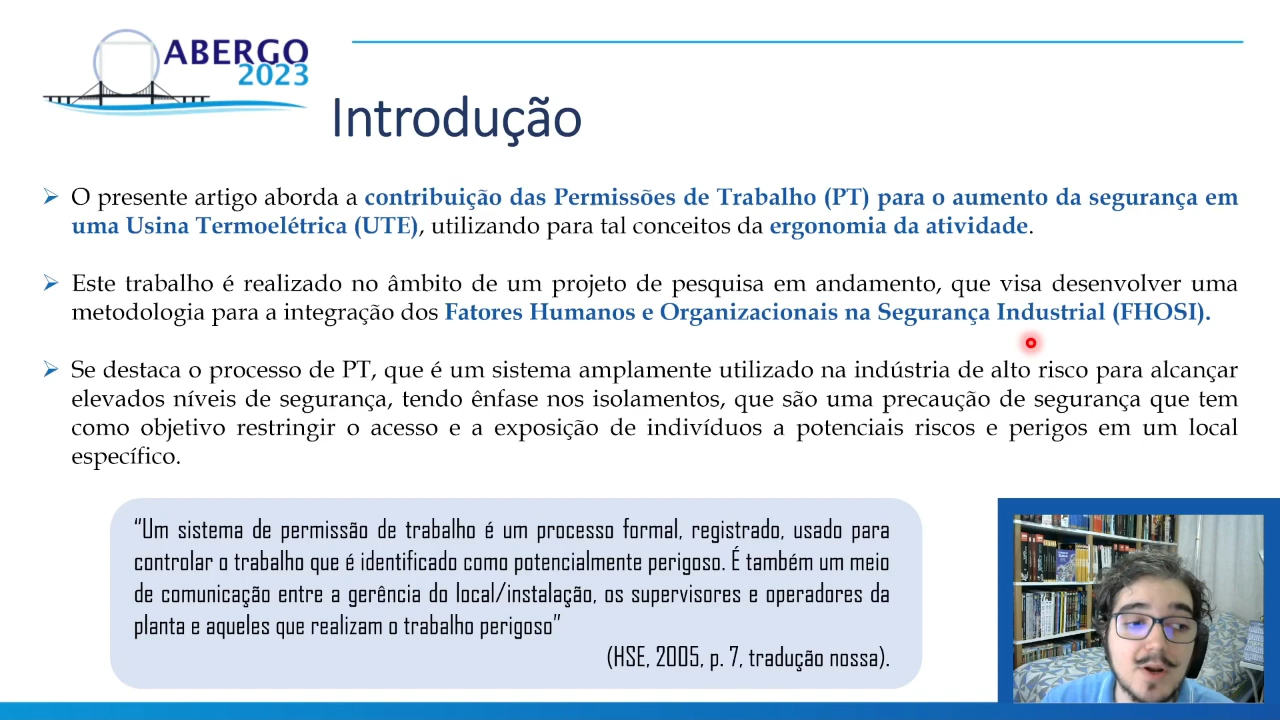 ABERGO
2023
Introdução
O presente artigo aborda a contribuição das Permissões de Trabalho (PT) para o aumento da segurança em
uma Usina Termoelétrica (UTE), utilizando para tal conceitos da ergonomia da atividade.
Este trabalho é realizado no âmbito de um projeto de pesquisa em andamento, que visa desenvolver uma
metodologia para a integração dos Fatores Humanos e Organizacionais na Segurança Industrial (FHOSI).
Se destaca o processo de PT, que é um sistema amplamente utilizado na indústria de alto risco para alcançar
elevados níveis de segurança, tendo ênfase nos isolamentos, que são uma precaução de segurança que tem
como objetivo restringir o acesso e a exposição de indivíduos a potenciais riscos e perigos em um local
específico.
“Um sistema de permissão de trabalho é um processo formal, registrado, usado para
controlar o trabalho que é identificado como potencialmente perigoso. É também um meio
de comunicação entre a gerência do local/instalação, os supervisores e operadores da
planta e aqueles que realizam o trabalho perigoso”
(HSE, 2005, p. 7, tradução nossa).